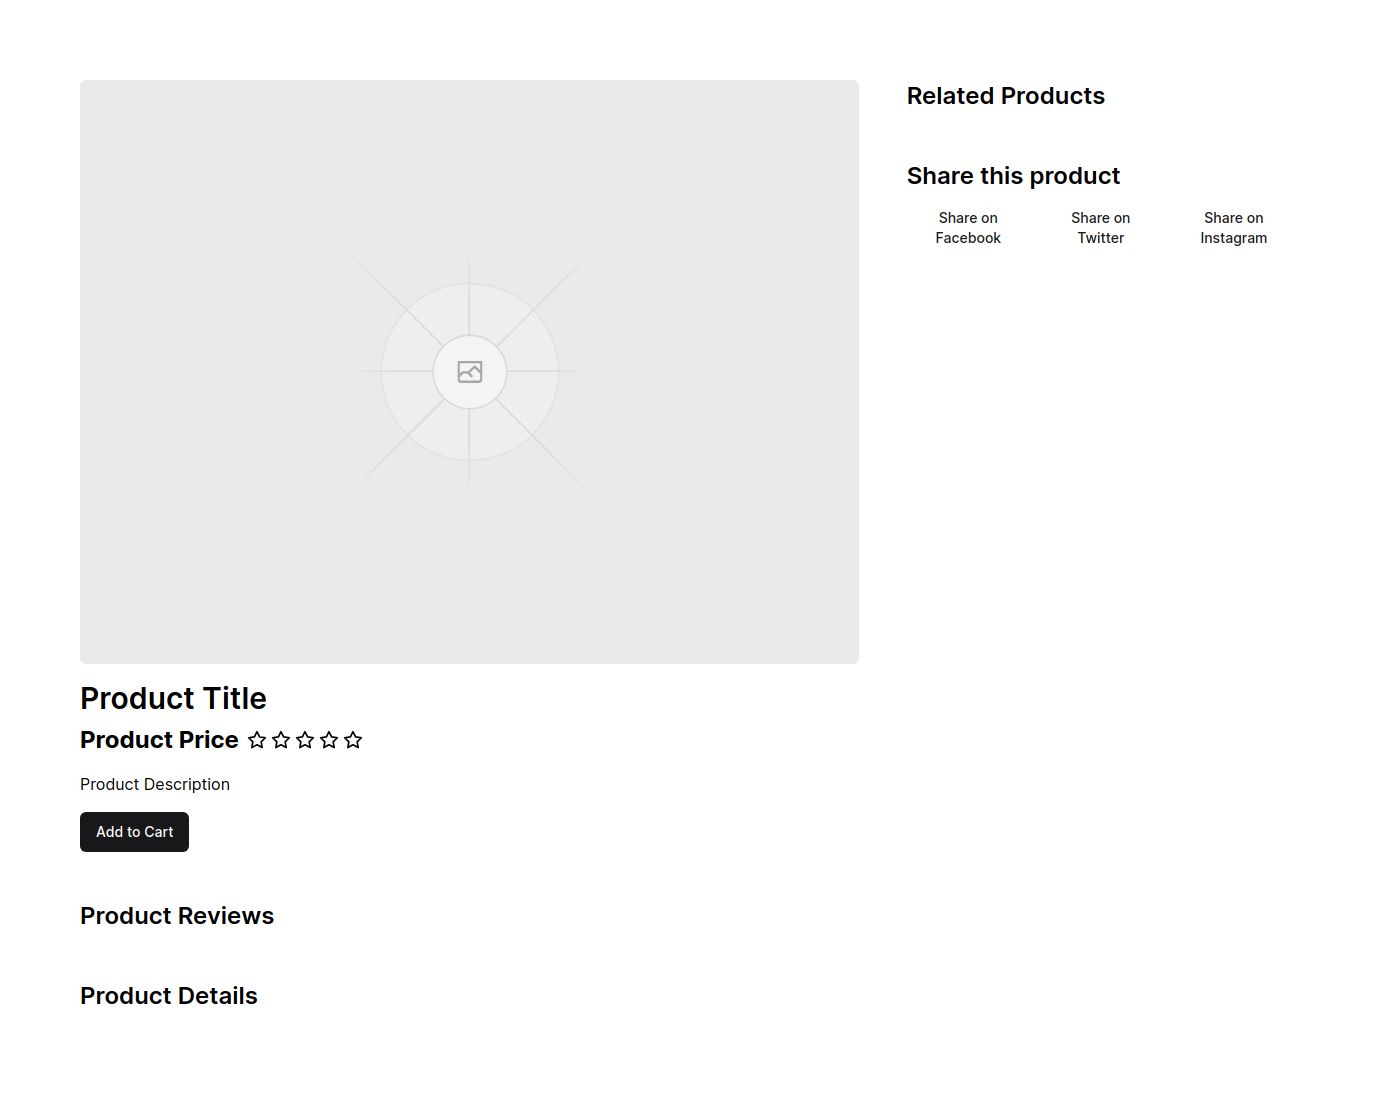 Related Products
Share this product
Share on
Facebook
Share on
Twitter
Share on
Instagram
Product Title
Product Price
Product Description
Add to Cart
Product Reviews
Product Details